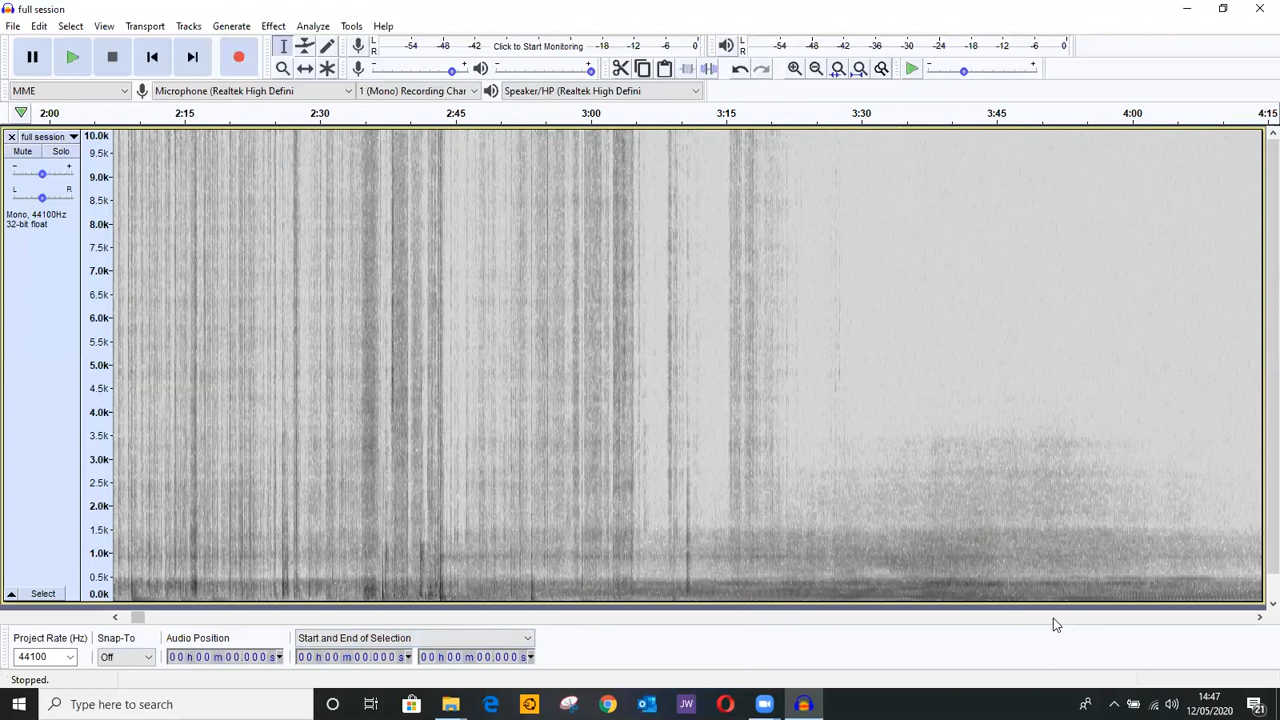 full session
File Edit Select View Transport Tracks Generate Effect Analyze Tools Help
L R -54 -48 -42 Click to Start Monitoring -18 -12 -6 0 L R -54 -48 -42 -36 -30 -24 -18 -12 -6 0
MME Microphone (Realtek High Defini 1 (Mono) Recording Char Speaker/HP (Realtek High Defini
2:00 2:15 2:30 2:45 3:00 3:15 3:30 3:45 4:00 4:15
full session
Mute Solo
- +
L R
Mono, 44100Hz
32-bit float
Select
10.0k
9.5k
9.0k
8.5k
8.0k
7.5k
7.0k
6.5k
6.0k
5.5k
5.0k
4.5k
4.0k
3.5k
3.0k
2.5k
2.0k
1.5k
1.0k
0.5k
0.0k
Project Rate (Hz) Snap-To Audio Position Start and End of Selection
44100 Off 00 h 00 m 00.000 s 00 h 00 m 00.000 s 00 h 00 m 00.000 s
Stopped.
Type here to search JW 14:47
12/05/2020 21